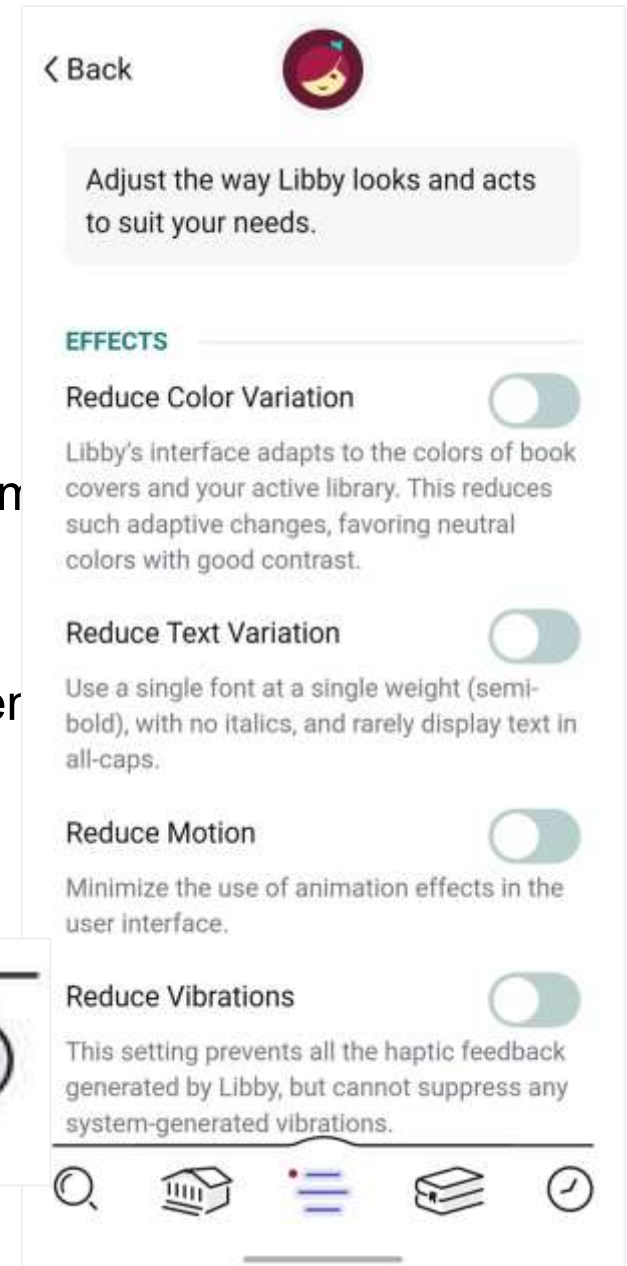 Back
Adjust the way Libby looks and acts
to suit your needs.
EFFECTS
Reduce Color Variation
Libby's interface adapts to the colors of book
covers and your active library. This reduces
such adaptive changes, favoring neutral
colors with good contrast.
Reduce Text Variation
Use a single font at a single weight (semi-
bold), with no italics, and rarely display text in
all-caps.
Reduce Motion
Minimize the use of animation effects in the
user interface.
Reduce Vibrations
This setting prevents all the haptic feedback
generated by Libby, but cannot suppress any
system-generated vibrations.